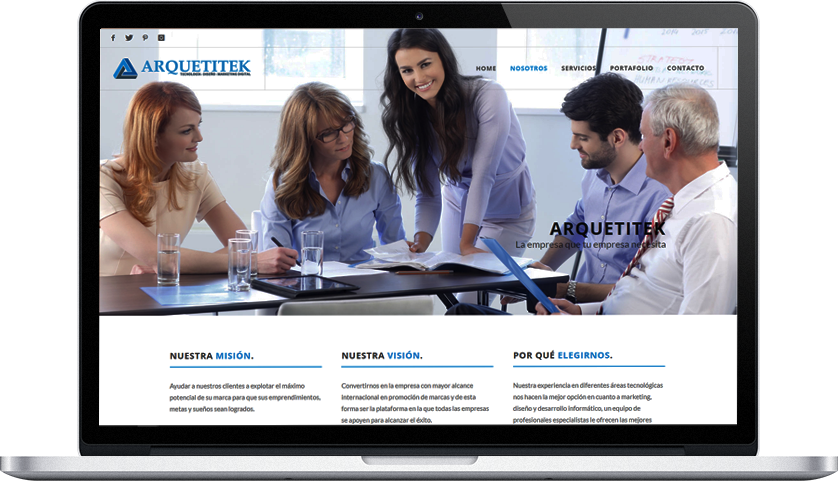 ARQUETITEK
TECNOLOGÍA · DISEÑO · MARKETING DIGITAL
HOME NOSOTROS SERVICIOS PORTAFOLIO CONTACTO
ARQUETITEK
La empresa que tu empresa necesita
NUESTRA MISIÓN.
Ayudar a nuestros clientes a explotar el máximo
potencial de su marca para que sus emprendimientos,
metas y sueños sean logrados.
NUESTRA VISIÓN.
Convertirnos en la empresa con mayor alcance
internacional en promoción de marcas y de esta
forma ser la plataforma en la que todas las empresas
se apoyen para alcanzar el éxito.
POR QUÉ ELEGIRNOS.
Nuestra experiencia en diferentes áreas tecnológicas
nos hacen la mejor opción en cuanto a marketing,
diseño y desarrollo informático, un equipo de
profesionales especialistas le ofrecen las mejores